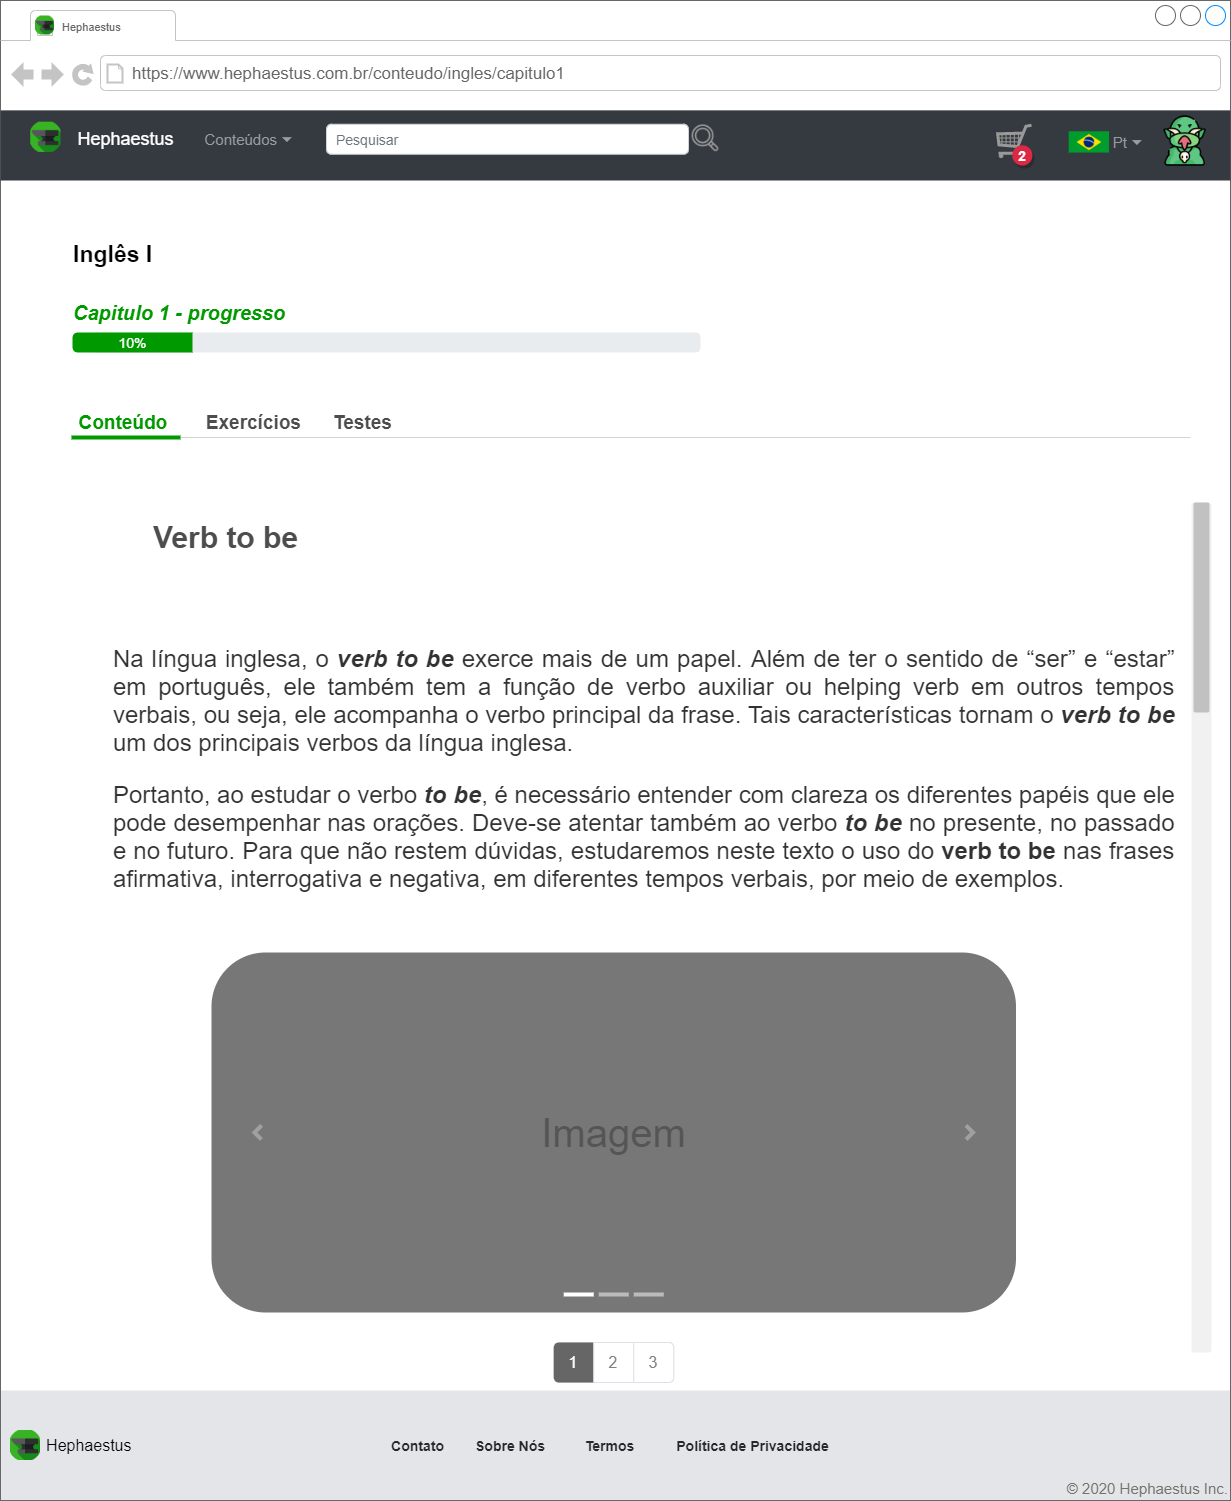 Hephaestus
https://www.hephaestus.com.br/conteudo/ingles/capitulo1
Hephaestus
Conteúdos
Pesquisar
2
Pt
Inglês I
Capitulo 1 - progresso
10%
Conteúdo
Exercícios
Testes
Verb to be
Na língua inglesa, o verb to be exerce mais de um papel. Além de ter o sentido de “ser” e “estar”
em português, ele também tem a função de verbo auxiliar ou helping verb em outros tempos
verbais, ou seja, ele acompanha o verbo principal da frase. Tais características tornam o verb to be
um dos principais verbos da língua inglesa.
Portanto, ao estudar o verbo to be, é necessário entender com clareza os diferentes papéis que ele
pode desempenhar nas orações. Deve-se atentar também ao verbo to be no presente, no passado
e no futuro. Para que não restem dúvidas, estudaremos neste texto o uso do verb to be nas frases
afirmativa, interrogativa e negativa, em diferentes tempos verbais, por meio de exemplos.
Imagem
1
2
3
Hephaestus
Contato
Sobre Nós
Termos
Política de Privacidade
© 2020 Hephaestus Inc.